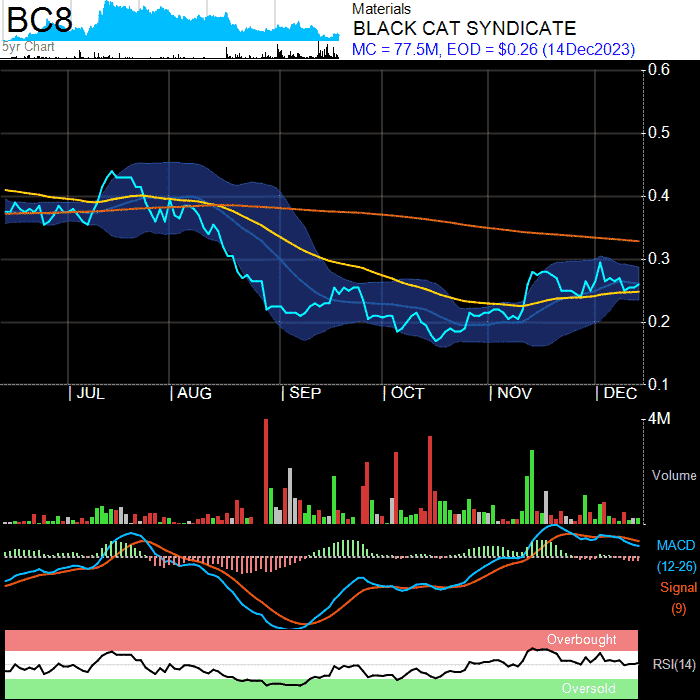 BC8
5yr Chart
Materials
BLACK CAT SYNDICATE
MC = 77.5M, EOD = $0.26 (14Dec2023)
0.6
0.5
0.4
0.3
0.2
0.1
JUL
AUG
SEP
OCT
NOV
DEC
4M
Volume
MACD
(12-26)
Signal
(9)
Overbought
RSI(14)
Oversold